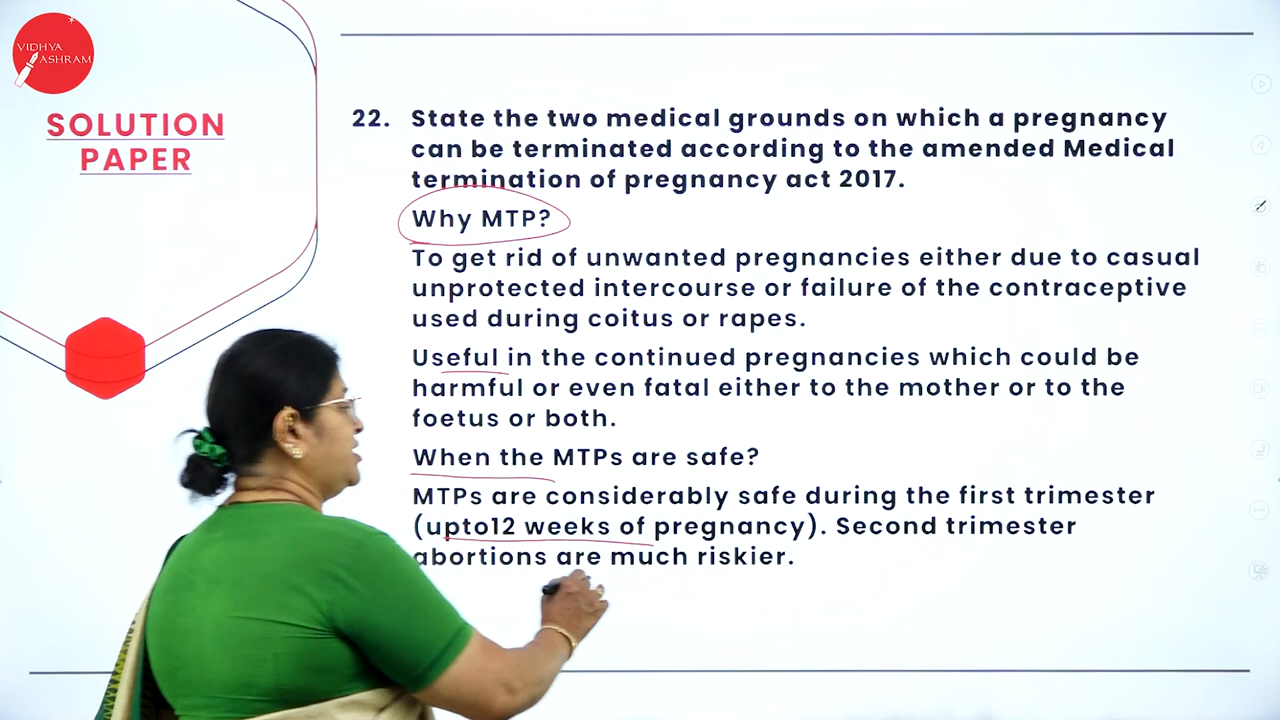 VIDHYA
ASHRAM
SOLUTION
PAPER
22. State the two medical grounds on which a pregnancy
can be terminated according to the amended Medical
termination of pregnancy act 2017.
Why MTP?
To get rid of unwanted pregnancies either due to casual
unprotected intercourse or failure of the contraceptive
used during coitus or rapes.
Useful in the continued pregnancies which could be
harmful or even fatal either to the mother or to the
foetus or both.
When the MTPs are safe?
MTPs are considerably safe during the first trimester
(upto12 weeks of pregnancy). Second trimester
abortions are much riskier.